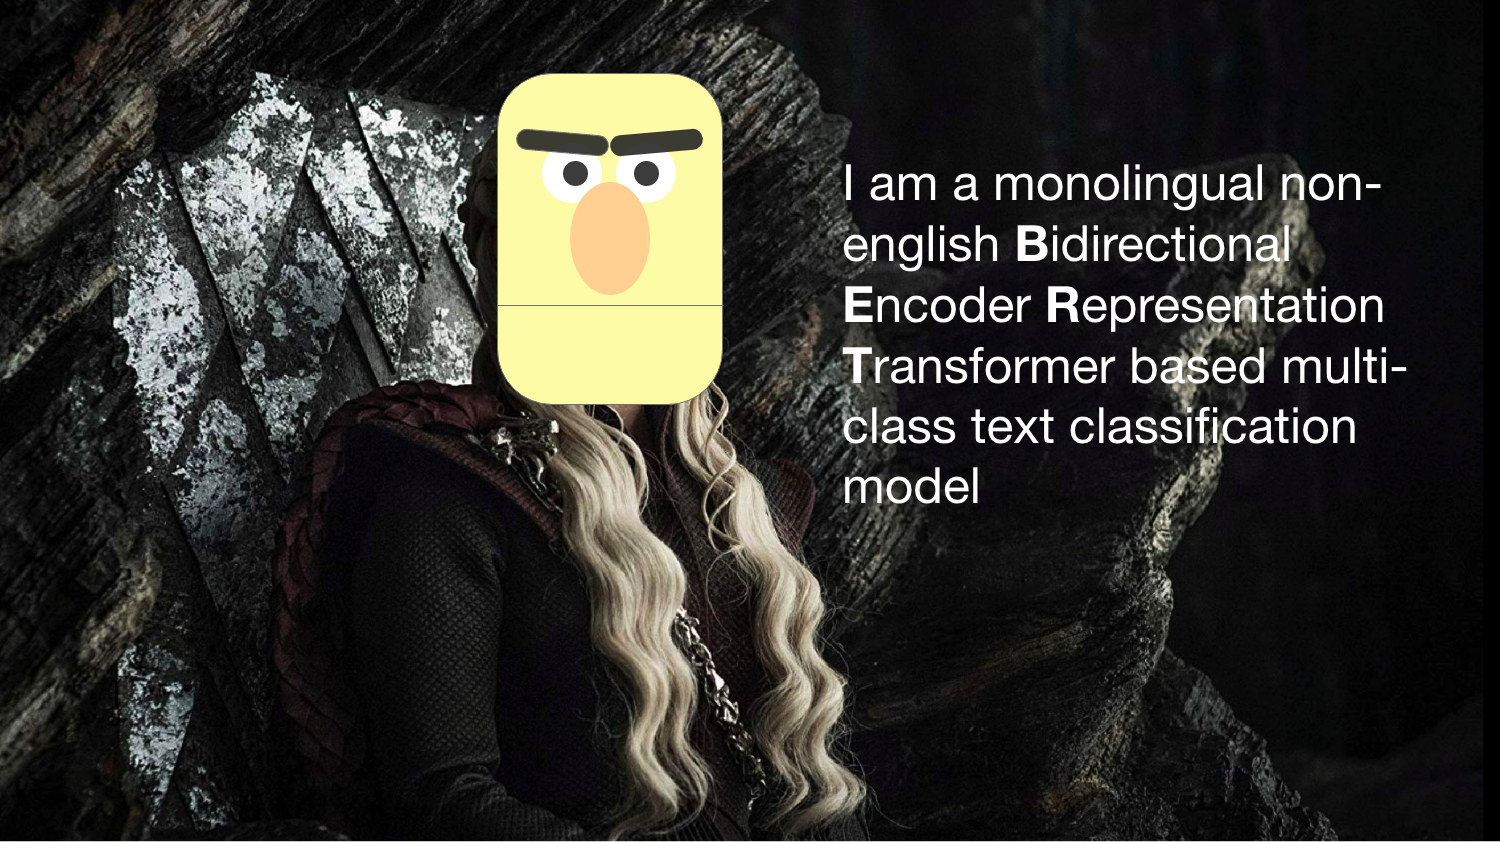 I am a monolingual non-
english Bidirectional
Encoder Representation
Transformer based multi-
class text classification
model